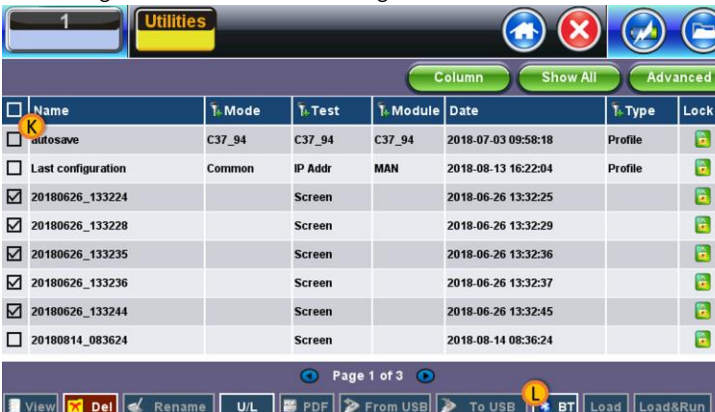 1 Utilities
Column Show All Advanced
Name Mode Test Module Date Type Lock
K
autosave C37_94 C37_94 C37_94 2018-07-03 09:58:18 Profile
Last configuration Common IP Addr MAN 2018-08-13 16:22:04 Profile
20180626_133224 Screen 2018-06-26 13:32:25
20180626_133228 Screen 2018-06-26 13:32:29
20180626_133235 Screen 2018-06-26 13:32:36
20180626_133236 Screen 2018-06-26 13:32:37
20180626_133244 Screen 2018-06-26 13:32:45
20180814_083624 Screen 2018-08-14 08:36:24
Page 1 of 3
L
View Del Rename U/L PDF From USB To USB BT Load Load&Run